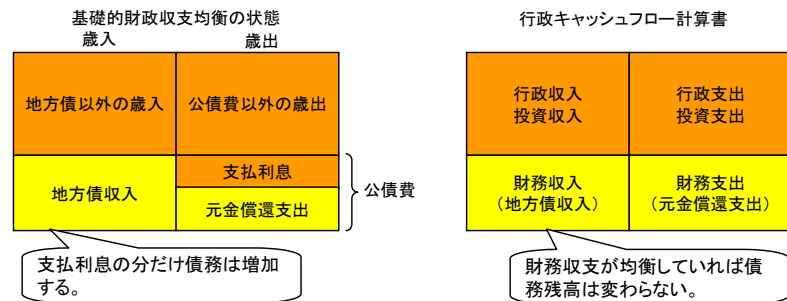 基礎的財政収支均衡の状態
歳入
歳出
地方債以外の歳入
公債費以外の歳出
地方債収入
支払利息
元金償還支出
公債費
支払利息の分だけ債務は増加
する。
行政キャッシュフロー計算書
行政収入
投資収入
行政支出
投資支出
財務収入
（地方債収入）
財務支出
（元金償還支出）
財務収支が均衡していれば債
務残高は変わらない。